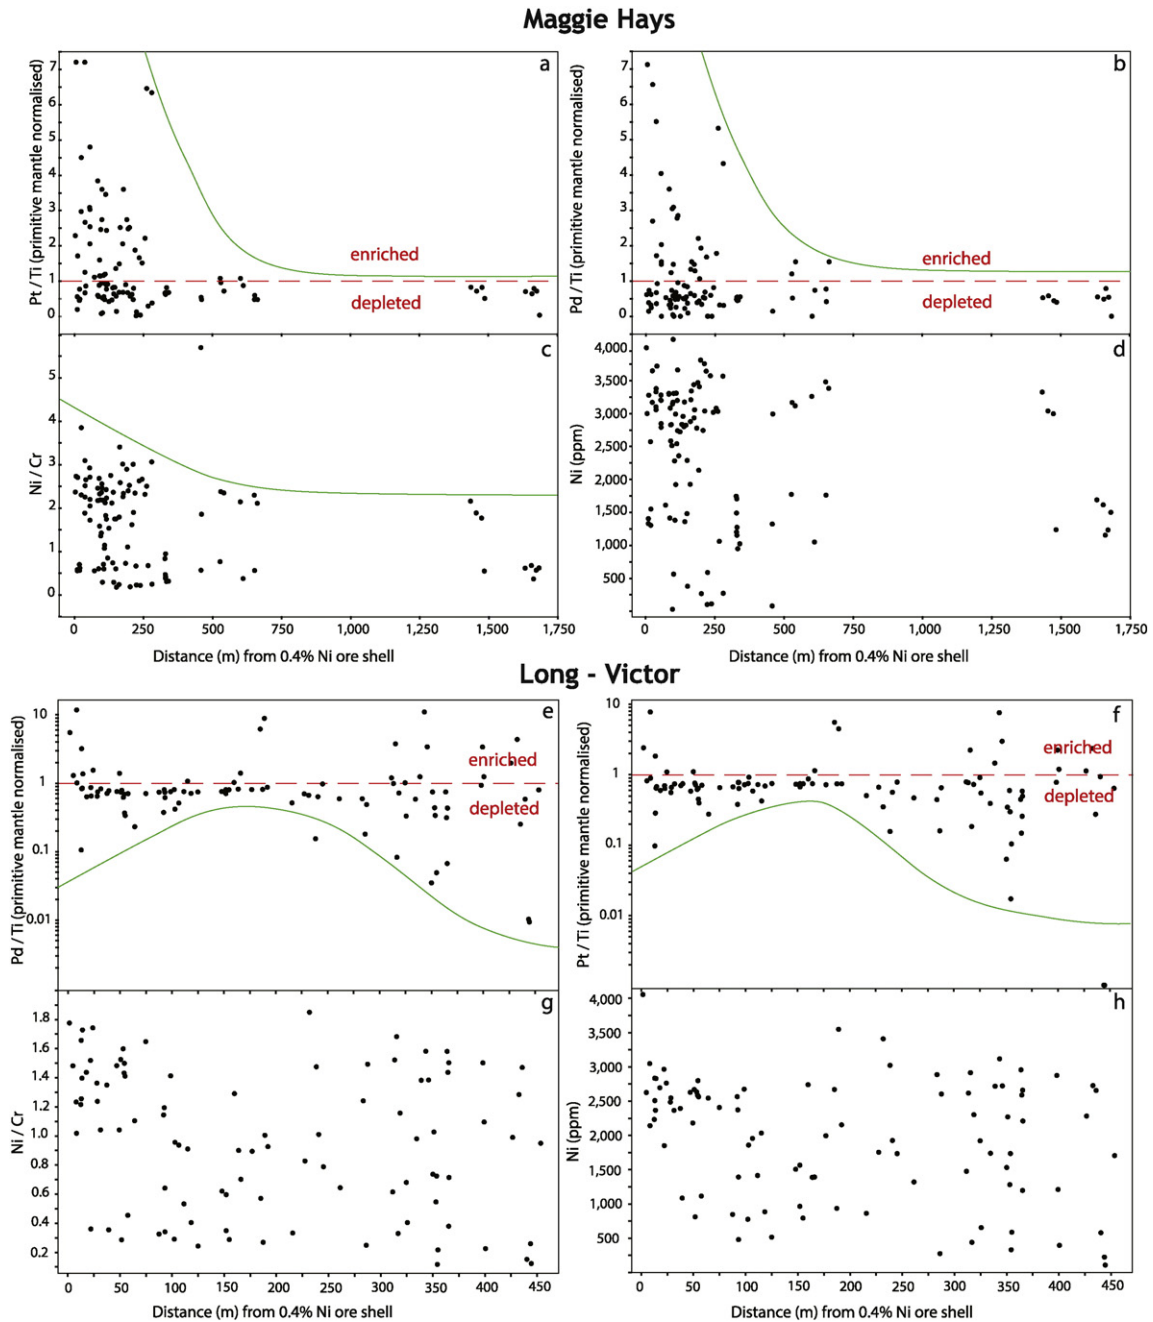 Maggie Hays
a
Pt / Ti (primitive mantle normalised)
7
6
5
4
3
2
1
0
enriched
depleted
b
Pd / Ti (primitive mantle normalised)
7
6
5
4
3
2
1
0
enriched
depleted
c
Ni / Cr
5
4
3
2
1
0
0 250 500 750 1,000 1,250 1,500 1,750
Distance (m) from 0.4% Ni ore shell
d
Ni (ppm)
4,000
3,500
3,000
2,500
2,000
1,500
1,000
500
0 250 500 750 1,000 1,250 1,500 1,750
Distance (m) from 0.4% Ni ore shell
Long - Victor
e
Pd / Ti (primitive mantle normalised)
10
1
0.1
0.01
enriched
depleted
f
Pt / Ti (primitive mantle normalised)
10
1
0.1
0.01
enriched
depleted
g
Ni / Cr
1.8
1.6
1.4
1.2
1.0
0.8
0.6
0.4
0.2
0 50 100 150 200 250 300 350 400 450
Distance (m) from 0.4% Ni ore shell
h
Ni (ppm)
4,000
3,500
3,000
2,500
2,000
1,500
1,000
500
0 50 100 150 200 250 300 350 400 450
Distance (m) from 0.4% Ni ore shell